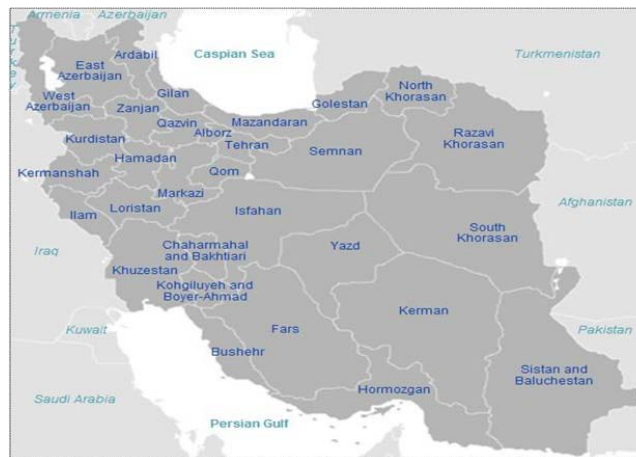 Armenia
Azerbaijan
Turkey
Ardabil
East
Azerbaijan
Caspian Sea
Turkmenistan
West
Azerbaijan
Gilan
Zanjan
North
Khorasan
Golestan
Qazvin
Mazandaran
Alborz
Kurdistan
Tehran
Razavi
Khorasan
Semnan
Hamadan
Kermanshah
Qom
Markazi
Loristan
Isfahan
Ilam
Afghanistan
South
Khorasan
Iraq
Chaharmahal
and Bakhtiari
Yazd
Khuzestan
Kohgiluyeh and
Boyer-Ahmad
Kerman
Kuwait
Fars
Pakistan
Bushehr
Sistan and
Baluchestan
Hormozgan
Saudi Arabia
Persian Gulf